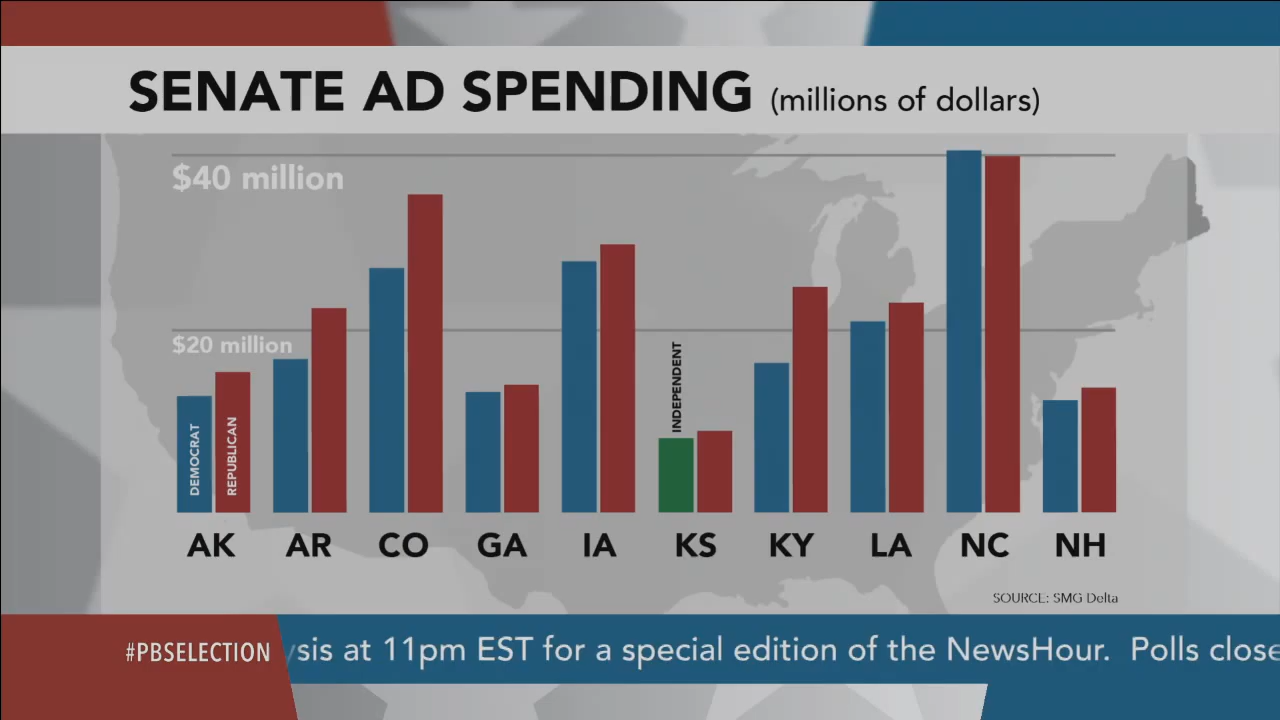 SENATE AD SPENDING (millions of dollars)
$40 million
$20 million
DEMOCRAT
REPUBLICAN
INDEPENDENT
AK AR CO GA IA KS KY LA NC NH
SOURCE: SMG Delta
#PBSELECTION
sis at 11pm EST for a special edition of the NewsHour. Polls close